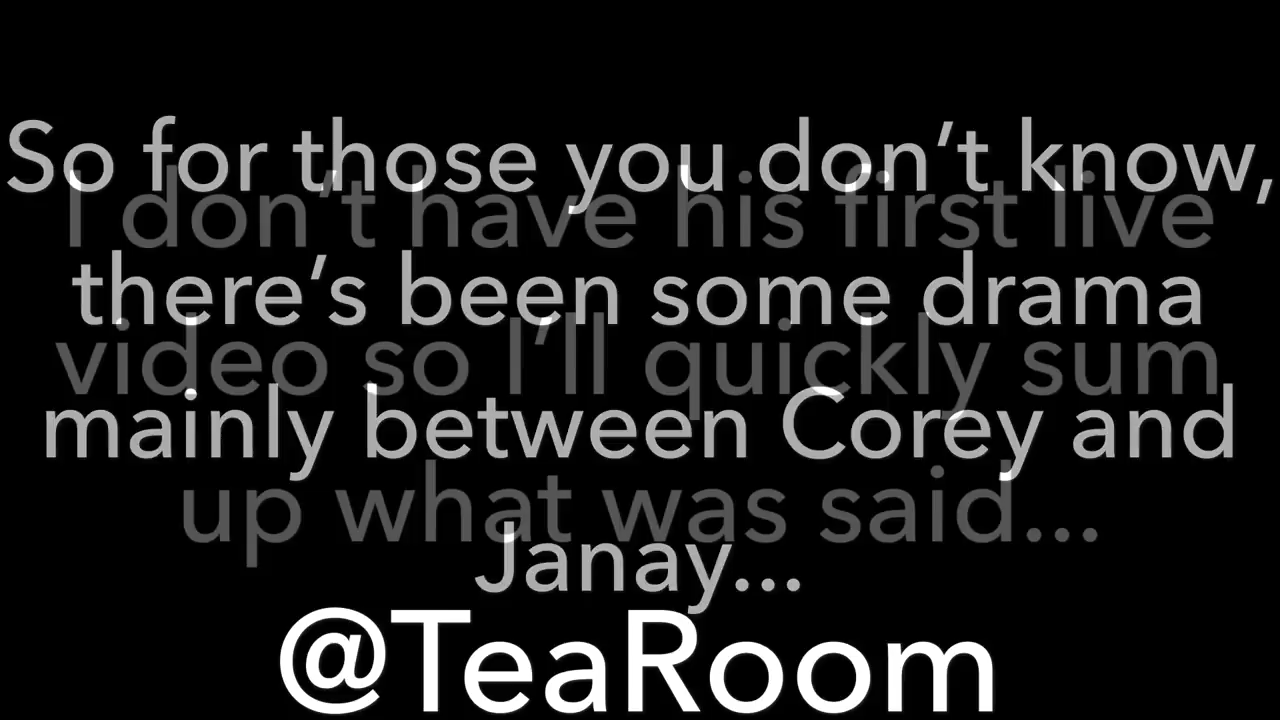 So for those you don’t know,
there’s been some drama
mainly between Corey and
Janay...
I don’t have his first live
video so I’ll quickly sum
up what was said...
@TeaRoom